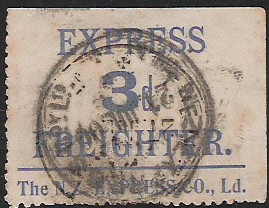 EXPRESS
3d.
FREIGHTER.
The N.Z. EXPRESS CO., Ld.